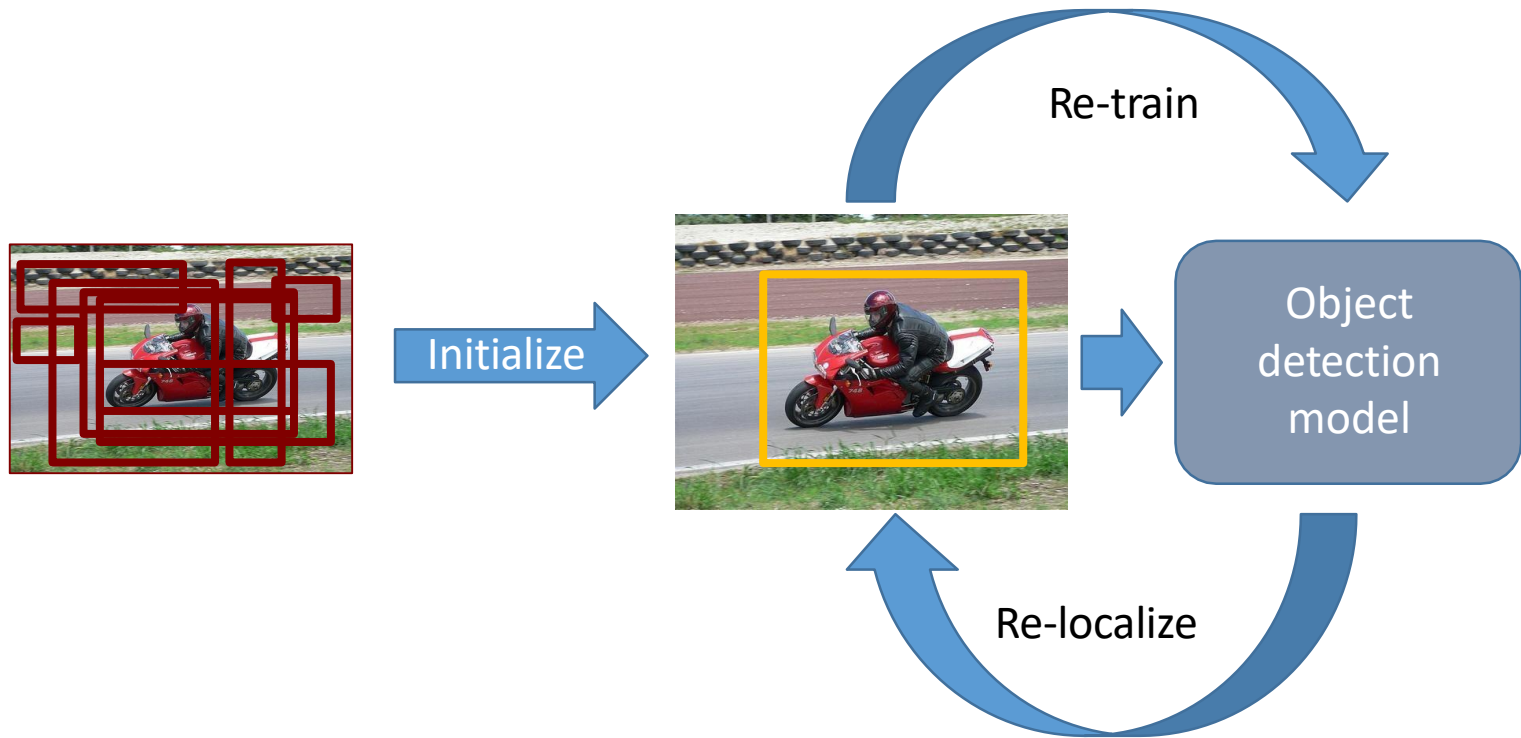 Re-train
Initialize
Object
detection
model
Re-localize